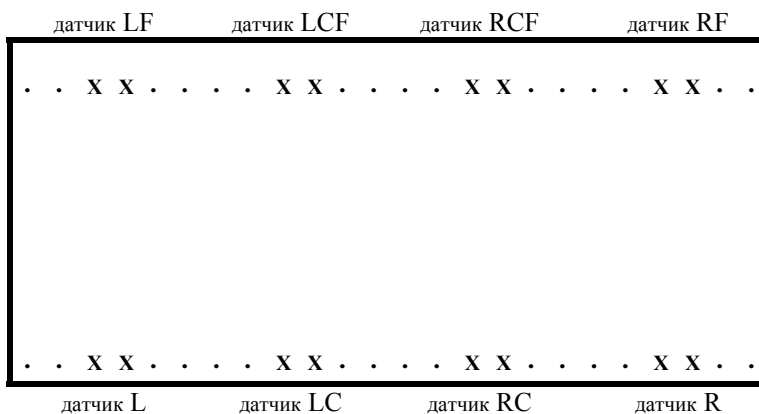 датчик LF датчик LCF датчик RCF датчик RF
. . X X . . . . X X . . . . X X . . . . X X . .
. . X X . . . . X X . . . . X X . . . . X X . .
датчик L датчик LC датчик RC датчик R